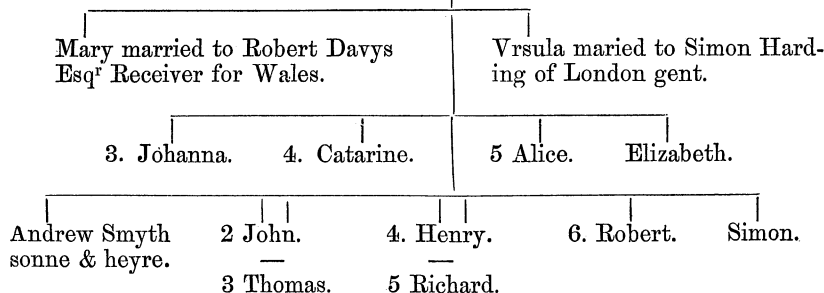 Mary married to Robert Davys
Esqr Receiver for Wales.
Vrsula maried to Simon Hard-
ing of London gent.
3. Johanna.
4. Catarine.
5 Alice.
Elizabeth.
Andrew Smyth
sonne & heyre.
2 John.
3 Thomas.
4. Henry.
5 Richard.
6. Robert.
Simon.